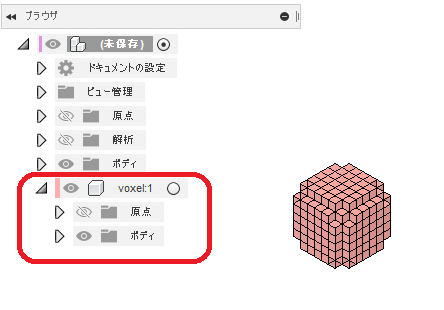 ブラウザ
(未保存)
ドキュメントの設定
ビュー管理
原点
解析
ボディ
voxel:1
原点
ボディ